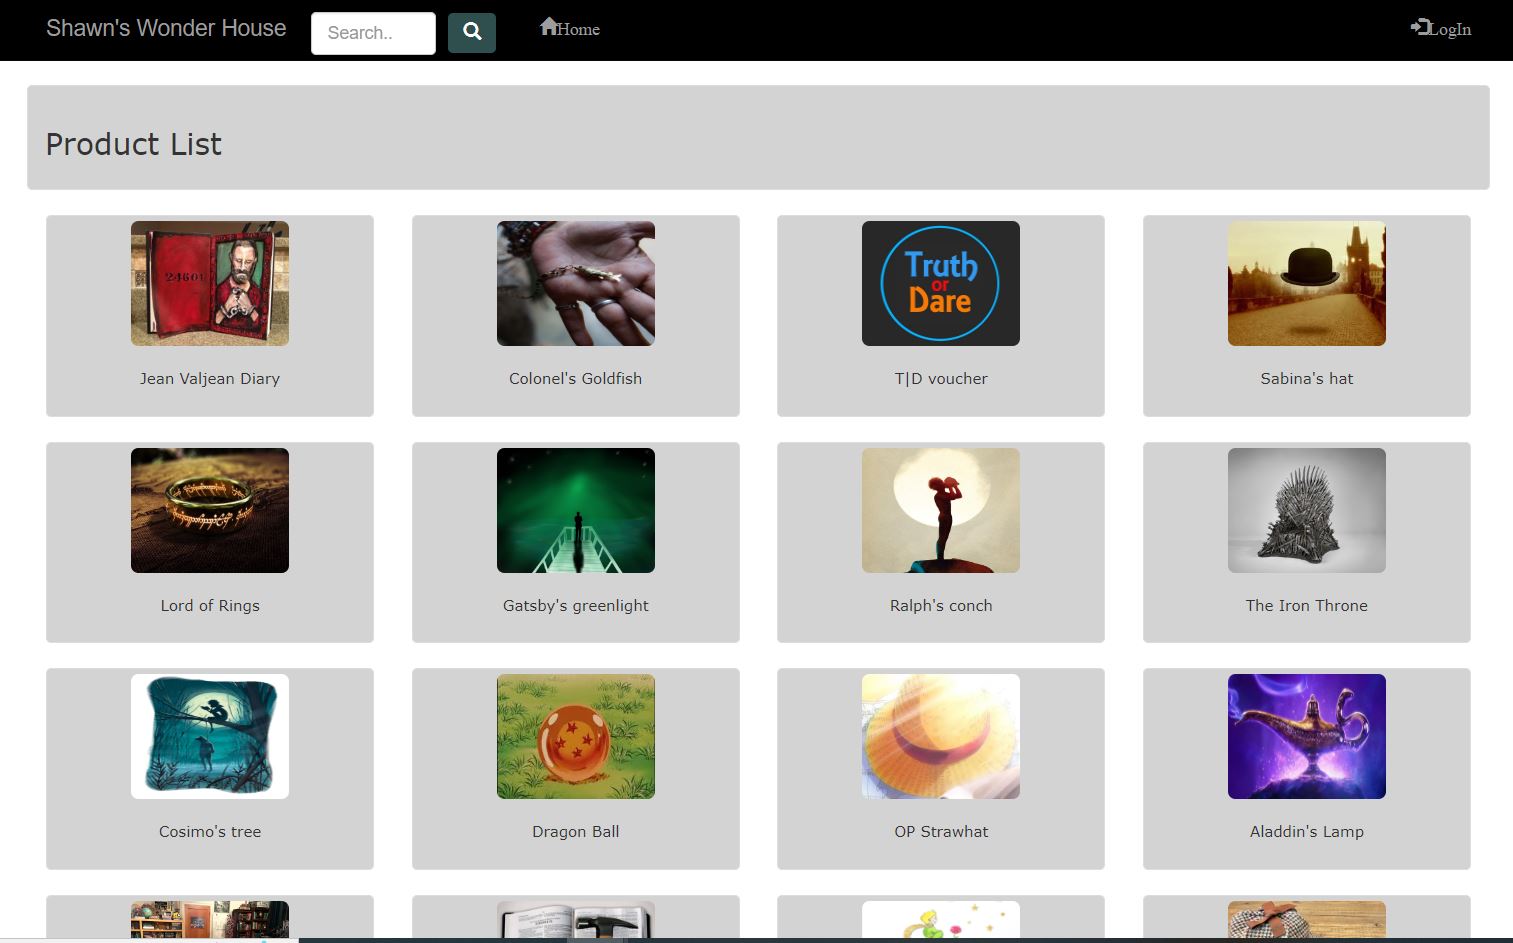 Shawn's Wonder House
Search..
Home
LogIn
Product List
24601
Truth
or
Dare
Jean Valjean Diary
Colonel's Goldfish
T|D voucher
Sabina's hat
Lord of Rings
Gatsby's greenlight
Ralph's conch
The Iron Throne
Cosimo's tree
Dragon Ball
OP Strawhat
Aladdin's Lamp